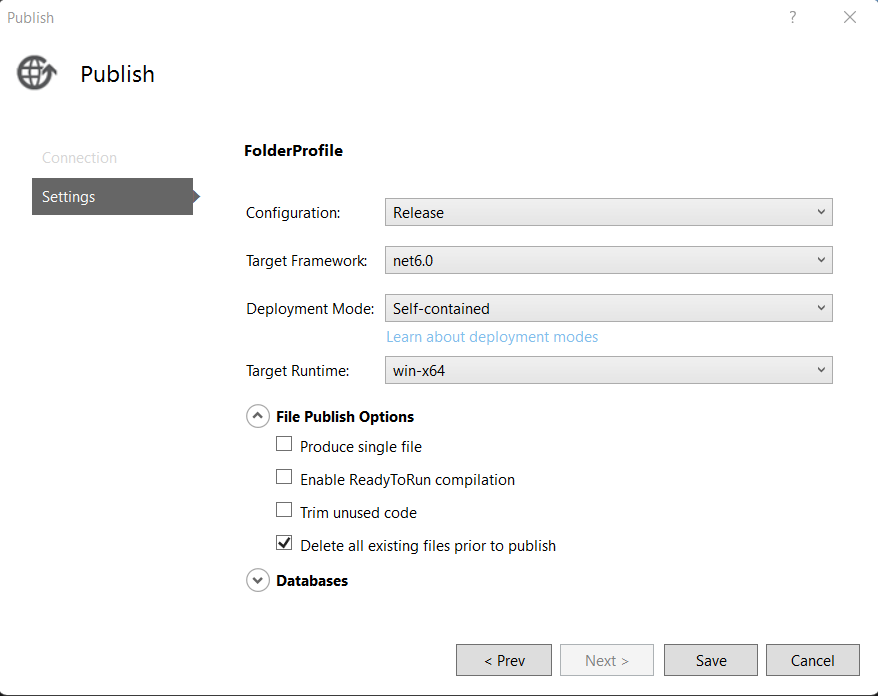 Publish
?
Publish
Connection
Settings
FolderProfile
Configuration: Release
Target Framework: net6.0
Deployment Mode: Self-contained
Learn about deployment modes
Target Runtime: win-x64
File Publish Options
Produce single file
Enable ReadyToRun compilation
Trim unused code
Delete all existing files prior to publish
Databases
< Prev Next > Save Cancel